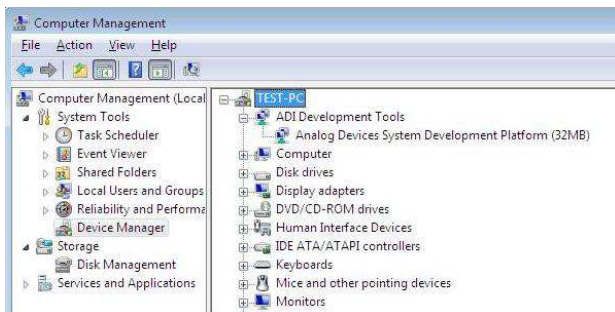 Computer Management
File Action View Help
Computer Management (Local
System Tools
Task Scheduler
Event Viewer
Shared Folders
Local Users and Groups
Reliability and Performa
Device Manager
Storage
Disk Management
Services and Applications
TEST-PC
ADI Development Tools
Analog Devices System Development Platform (32MB)
Computer
Disk drives
Display adapters
DVD/CD-ROM drives
Human Interface Devices
IDE ATA/ATAPI controllers
Keyboards
Mice and other pointing devices
Monitors